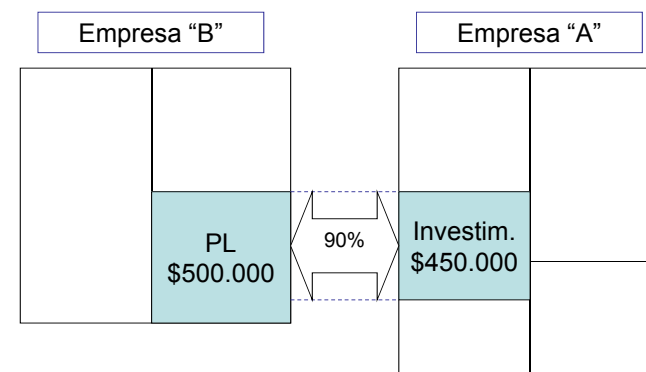 Empresa “B”
Empresa “A”
PL
$500.000
90%
Investim.
$450.000